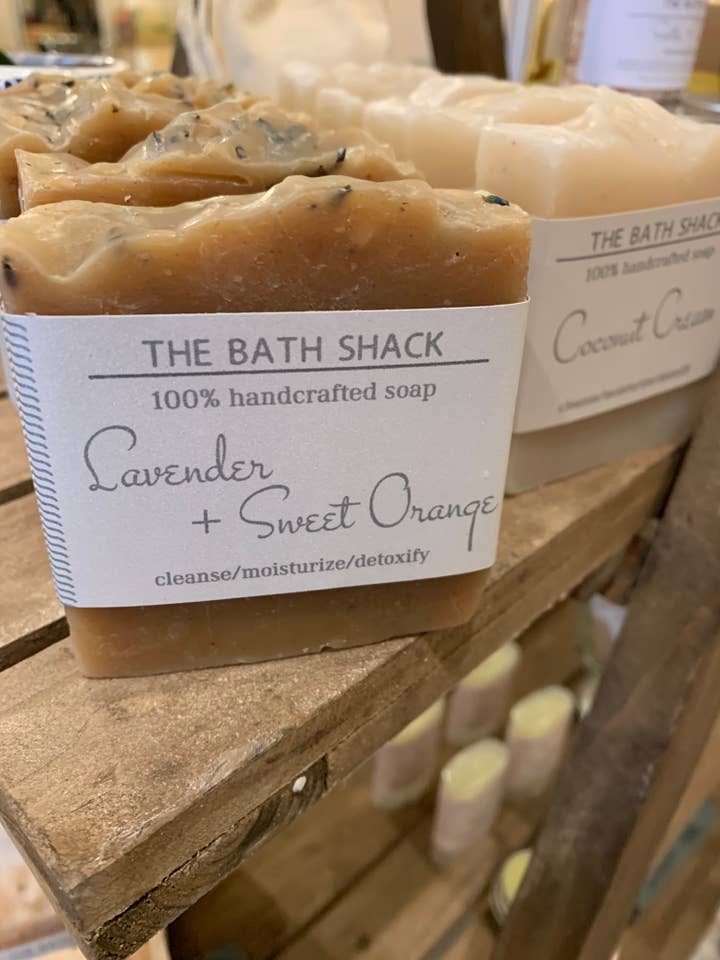 THE BATH SHACK
100% handcrafted soap
Lavender
+ Sweet Orange
cleanse/moisturize/detoxify
THE BATH SHACK
100% handcrafted soap
Coconut Cream